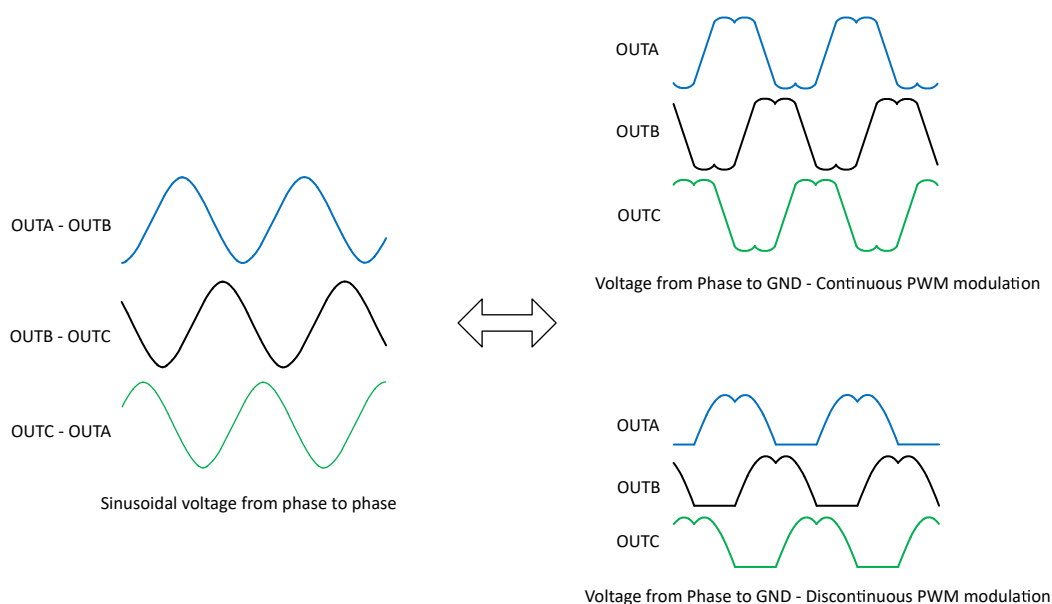 OUTA - OUTB
OUTB - OUTC
OUTC - OUTA
Sinusoidal voltage from phase to phase
OUTA
OUTB
OUTC
Voltage from Phase to GND - Continuous PWM modulation
OUTA
OUTB
OUTC
Voltage from Phase to GND - Discontinuous PWM modulation